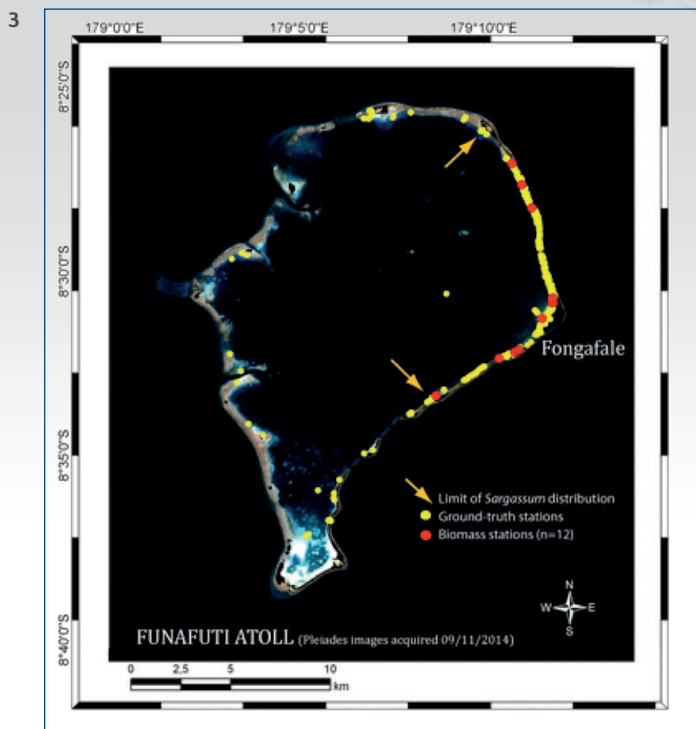 3
179°0'0"E 179°5'0"E 179°10'0"E
8°25'0"S
8°30'0"S
8°35'0"S
8°40'0"S
Fongafale
Limit of Sargassum distribution
Ground-truth stations
Biomass stations (n=12)
N
W E
S
FUNAFUTI ATOLL (Pleiades images acquired 09/11/2014)
0 2,5 5 10
km